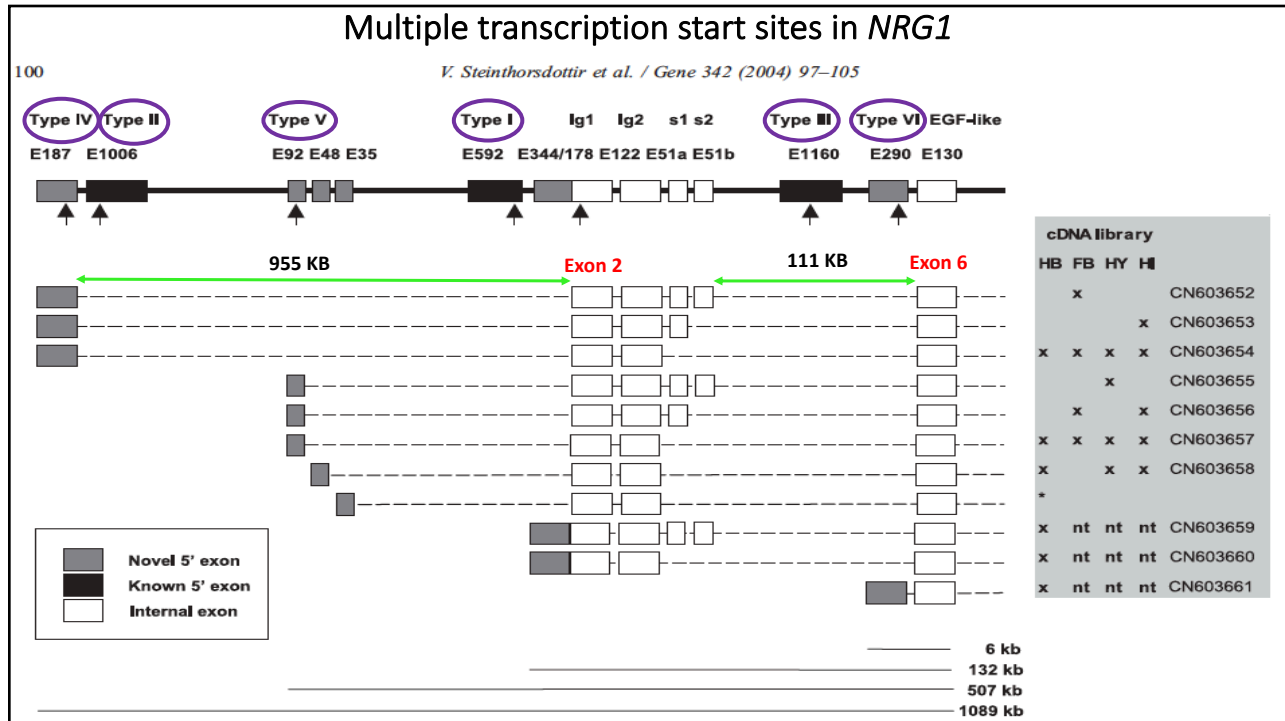 Multiple transcription start sites in NRG1
100 V. Steinthorsdottir et al. / Gene 342 (2004) 97–105
Type IV Type II Type V Type I Ig1 Ig2 s1 s2 Type III Type VI EGF-like
E187 E1006 E92 E48 E35 E592 E344/178 E122 E51a E51b E1160 E290 E130
cDNA library
HB FB HY HI
955 KB Exon 2 111 KB Exon 6
x CN603652
x CN603653
x x x x CN603654
x CN603655
x x CN603656
x x x x CN603657
x x x CN603658
*
x nt nt nt CN603659
x nt nt nt CN603660
x nt nt nt CN603661
Novel 5' exon
Known 5' exon
Internal exon
6 kb
132 kb
507 kb
1089 kb